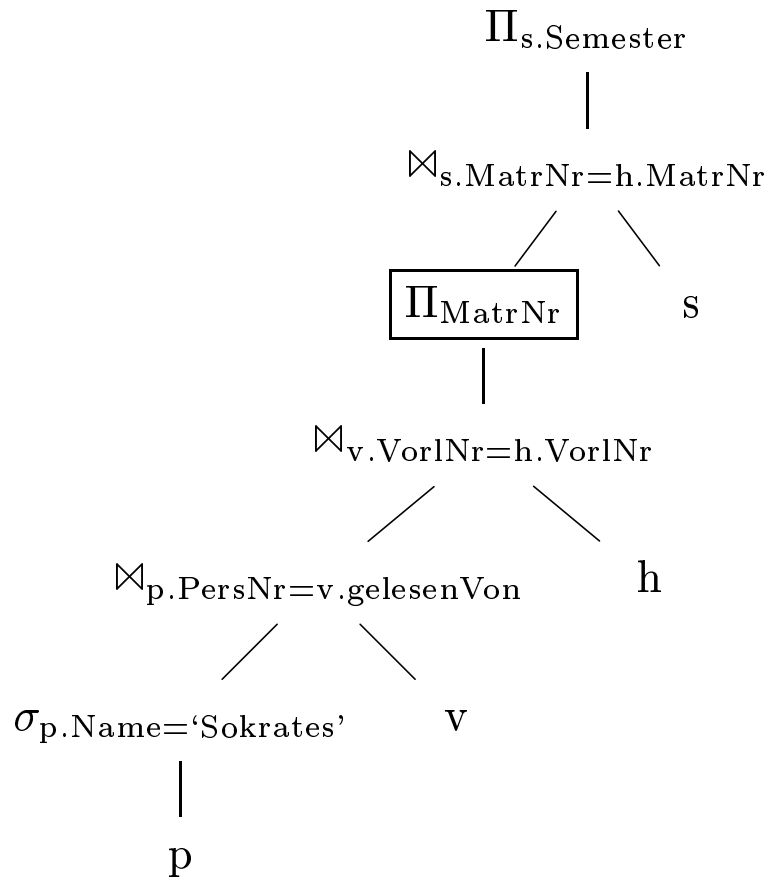 Π s.Semester
⋈ s.MatrNr=h.MatrNr
Π MatrNr s
⋈ v.VorlNr=h.VorlNr
⋈ p.PersNr=v.gelesenVon h
σ p.Name=‘Sokrates’ v
p